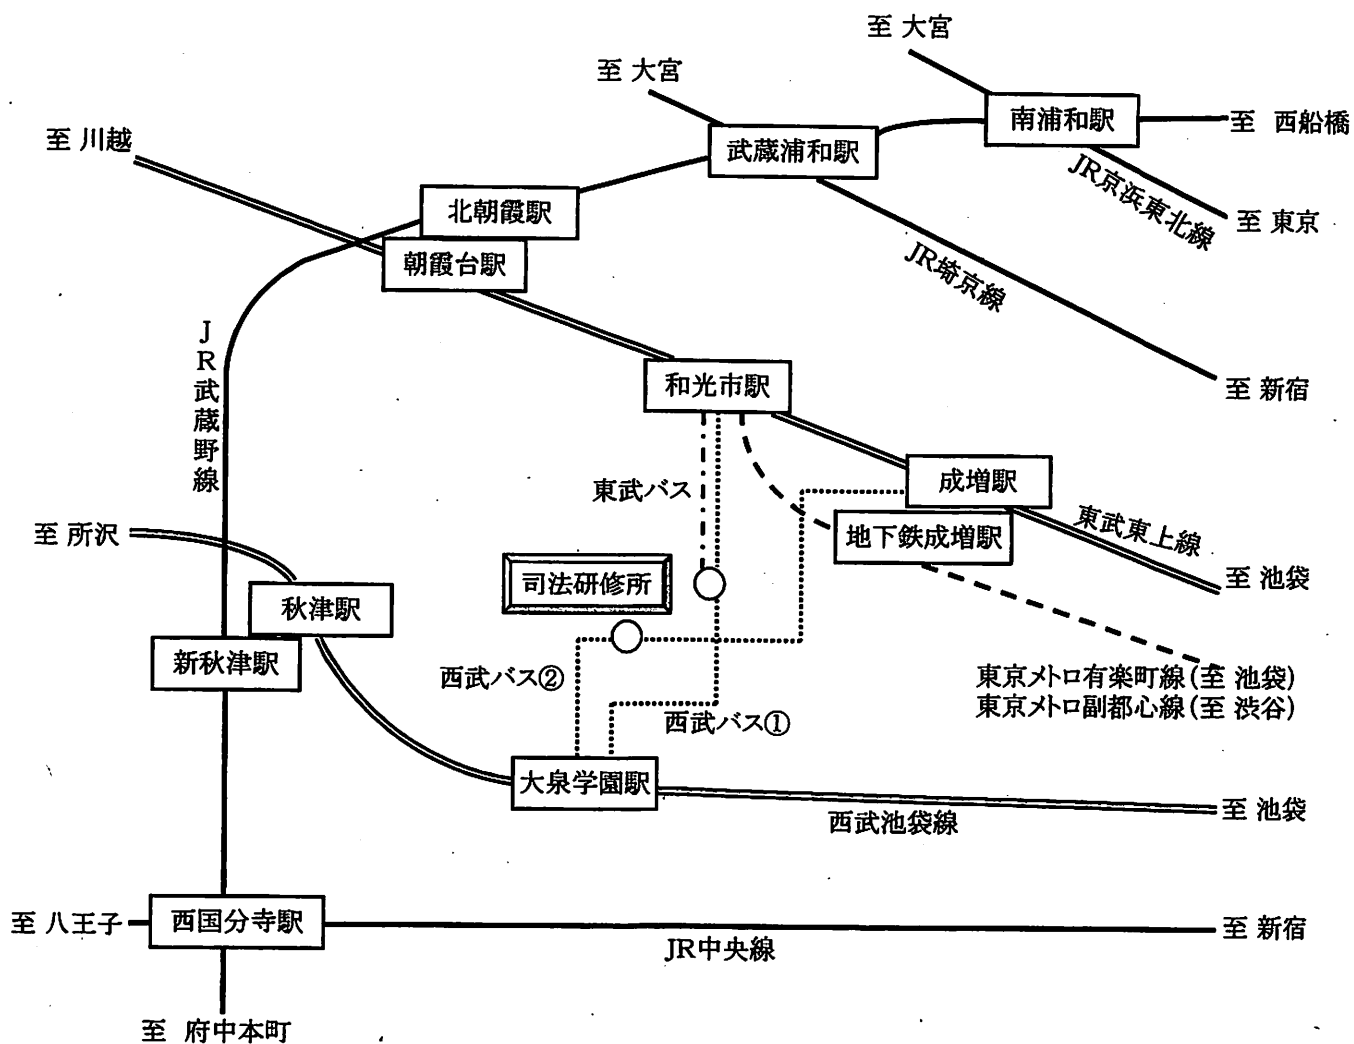 至 大宮
至 大宮
南浦和駅
至 西船橋
至 川越
武蔵浦和駅
JR京浜東北線
北朝霞駅
至 東京
朝霞台駅
JR埼京線
JR武蔵野線
和光市駅
至 新宿
成増駅
東武バス
東武東上線
至 所沢
地下鉄成増駅
司法研修所
至 池袋
秋津駅
新秋津駅
西武バス②
東京メトロ有楽町線(至 池袋)
東京メトロ副都心線(至 渋谷)
西武バス①
大泉学園駅
至 池袋
西武池袋線
至 八王子
西国分寺駅
至 新宿
JR中央線
至 府中本町